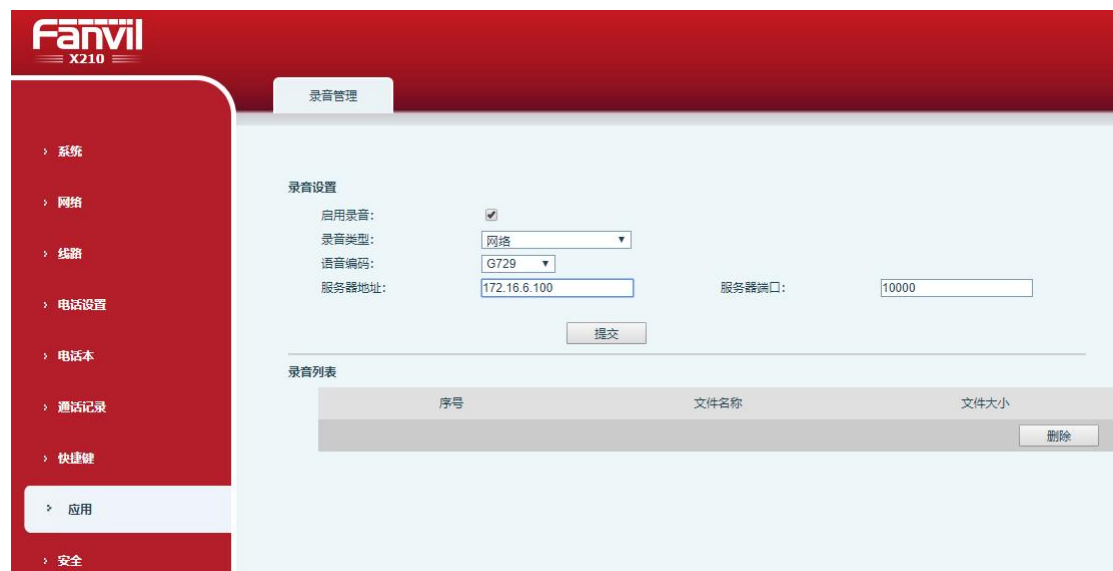 Fanvil
X210
录音管理
› 系统
› 网络
› 线路
› 电话设置
› 电话本
› 通话记录
› 快捷键
› 应用
› 安全
录音设置
启用录音:
录音类型: 网络
语音编码: G729
服务器地址: 172.16.6.100 服务器端口: 10000
提交
录音列表
序号 文件名称 文件大小
删除